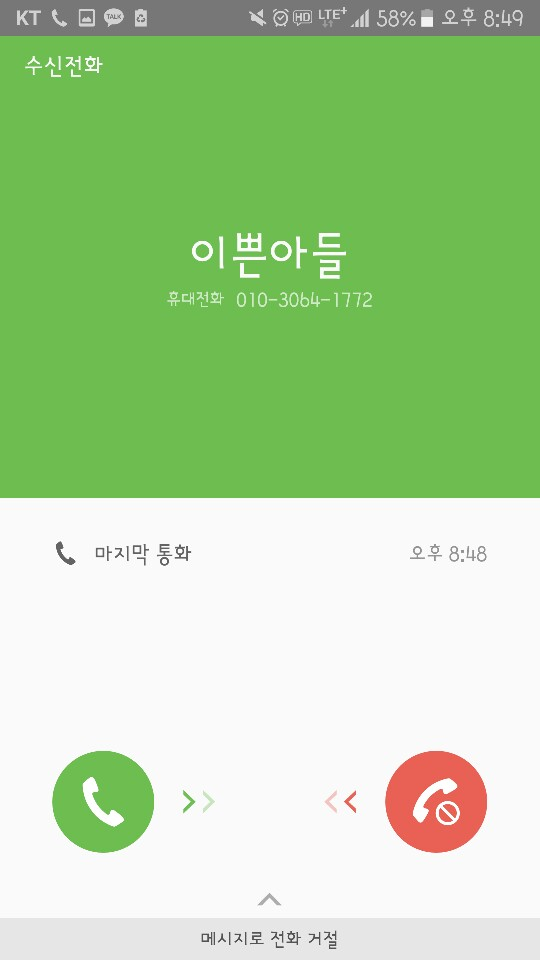 KT TALK HD LTE+ 58% 오후 8:49
수신전화
이쁜아들
휴대전화 010-3064-1772
마지막 통화 오후 8:48
메시지로 전화 거절